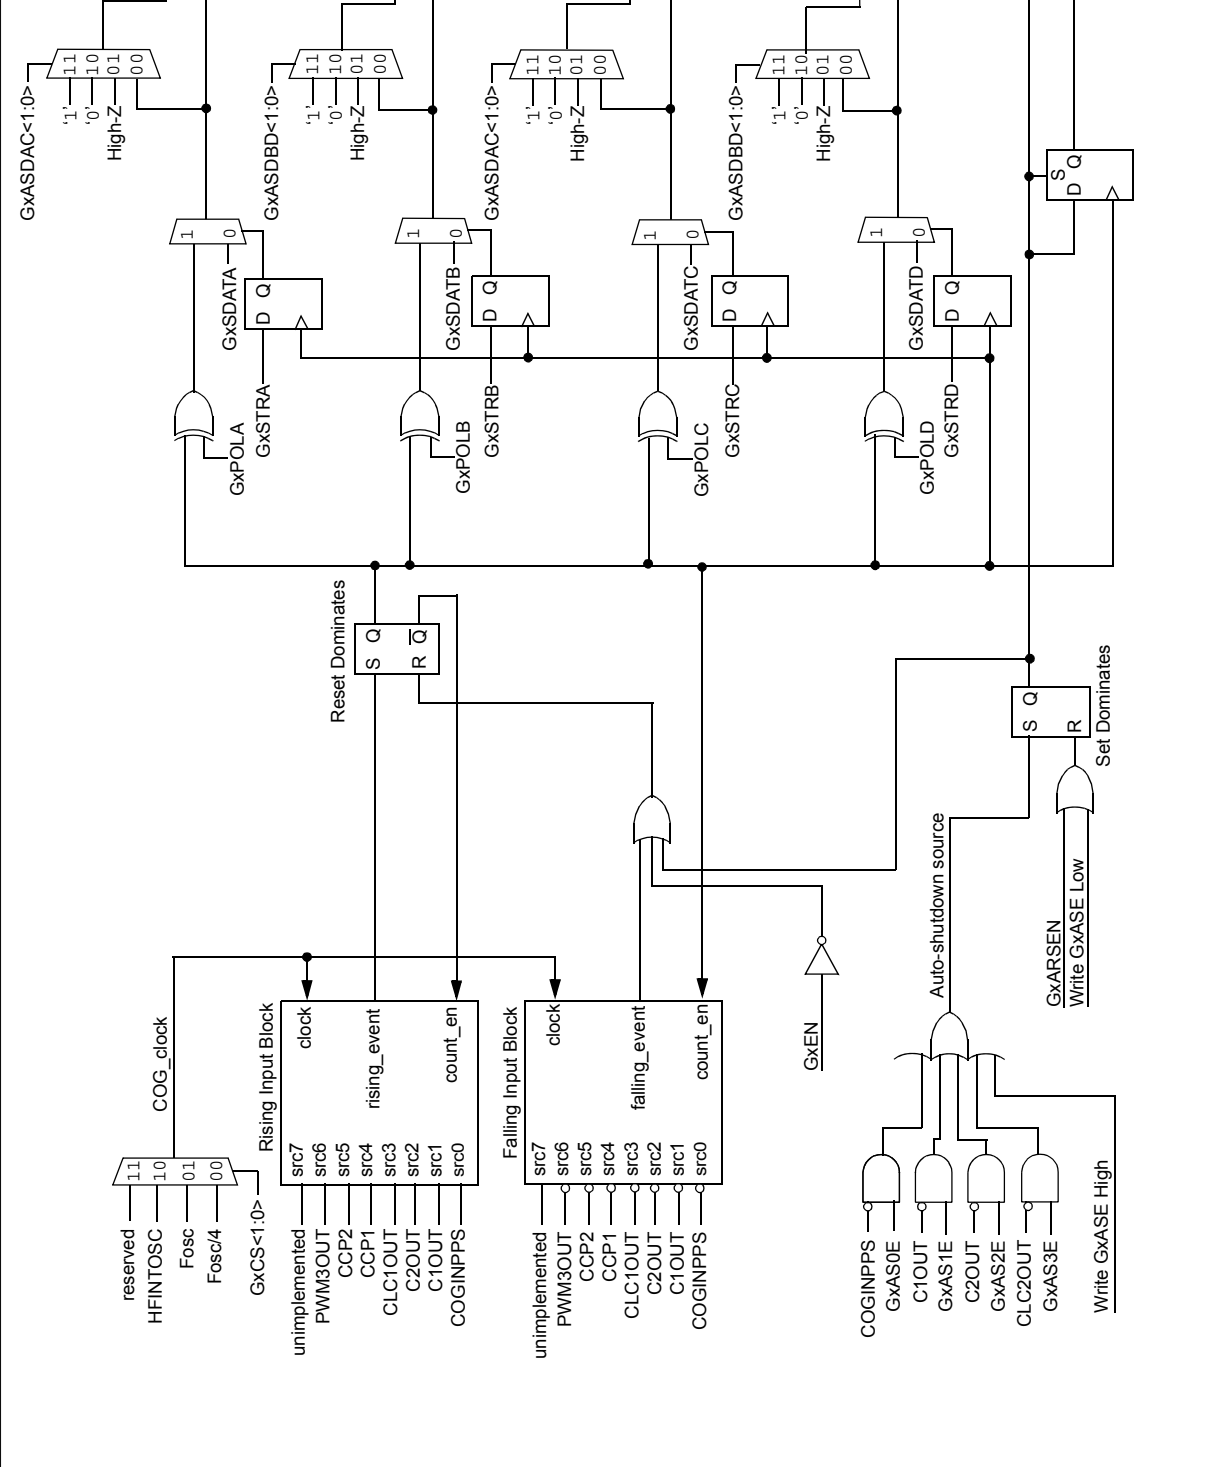 reserved
HFINTOSC
Fosc
Fosc/4
11
10
01
00
GxCS<1:0>
COG_clock
Rising Input Block
unimplemented
PWM3OUT
CCP2
CCP1
CLC1OUT
C2OUT
C1OUT
COGINPPS
src7
src6
src5
src4
src3
src2
src1
src0
clock
rising_event
count_en
Falling Input Block
unimplemented
PWM3OUT
CCP2
CCP1
CLC1OUT
C2OUT
C1OUT
COGINPPS
src7
src6
src5
src4
src3
src2
src1
src0
clock
falling_event
count_en
GxEN
COGINPPS
GxAS0E
C1OUT
GxAS1E
C2OUT
GxAS2E
CLC2OUT
GxAS3E
Write GxASE High
Auto-shutdown source
GxARSEN
Write GxASE Low
Set Dominates
S Q
R
Reset Dominates
S Q
R Q
GxPOLA
GxSTRA
D Q
GxSDATA
1
0
GxASDAC<1:0>
‘1’
‘0’
High-Z
11
10
01
00
GxPOLB
GxSTRB
D Q
GxSDATB
1
0
GxASDBD<1:0>
‘1’
‘0’
High-Z
11
10
01
00
GxPOLC
GxSTRC
D Q
GxSDATC
1
0
GxASDAC<1:0>
‘1’
‘0’
High-Z
11
10
01
00
GxPOLD
GxSTRD
D Q
GxSDATD
1
0
GxASDBD<1:0>
‘1’
‘0’
High-Z
11
10
01
00
S
D Q